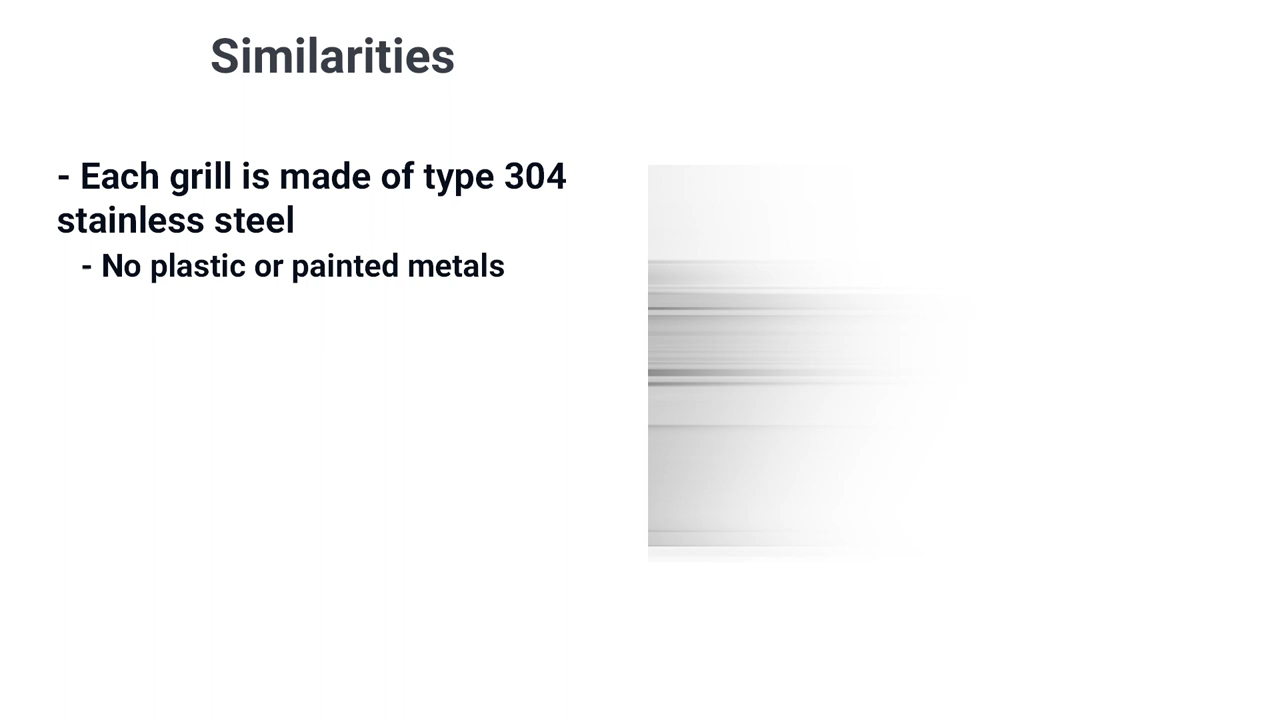 Similarities
- Each grill is made of type 304
stainless steel
- No plastic or painted metals